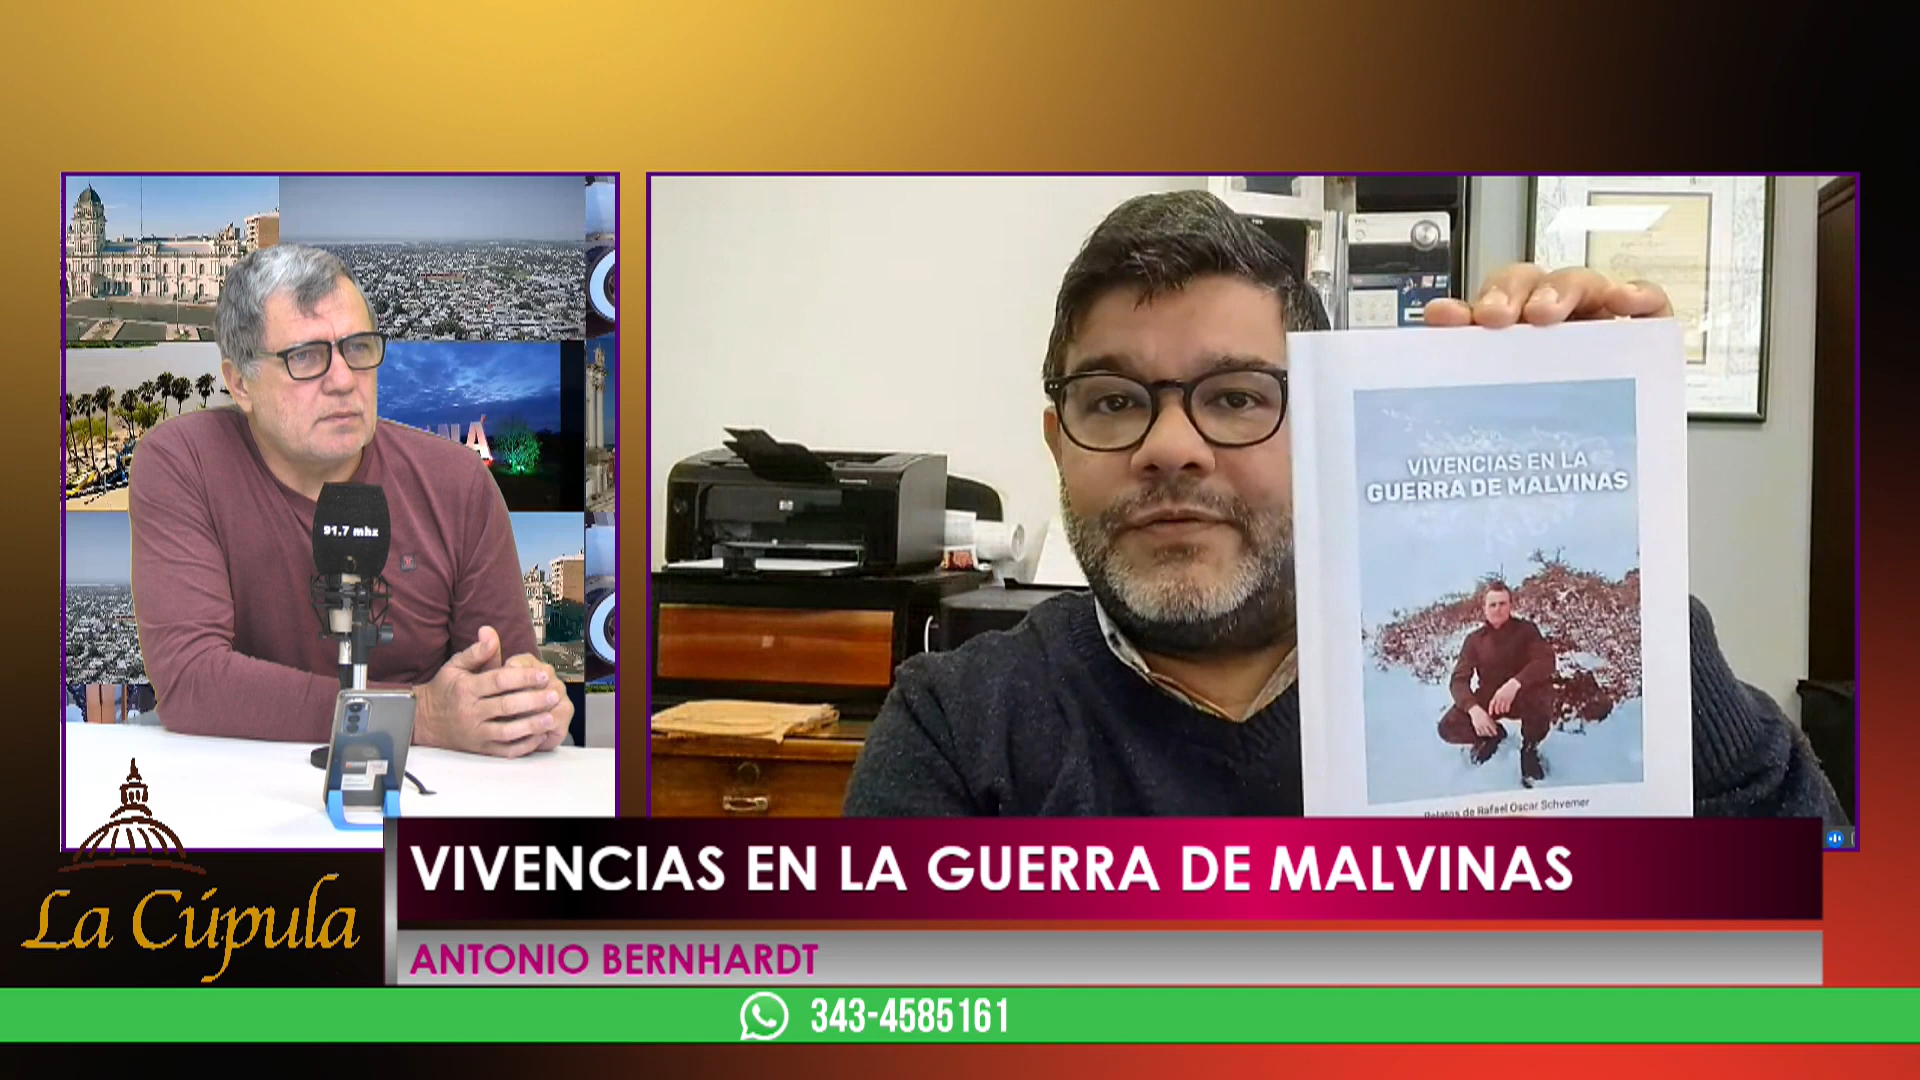 91.7 mhz
NÁ
VIVENCIAS EN LA
GUERRA DE MALVINAS
Relatos de Rafael Oscar Schvemer
VIVENCIAS EN LA GUERRA DE MALVINAS
La Cúpula
ANTONIO BERNHARDT
343-4585161